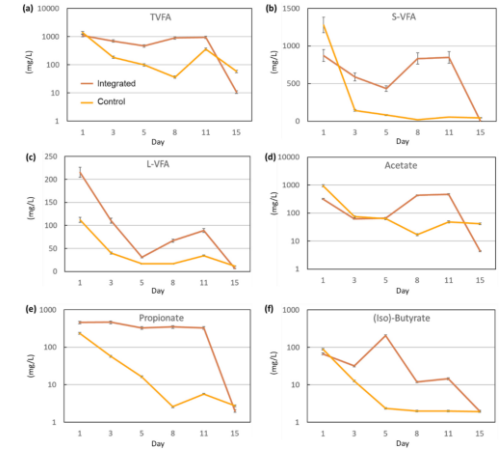 (a) TVFA
(mg/L)
10000
1000
100
10
1
Integrated
Control
1 3 5 8 11 15
Day
(b) S-VFA
(mg/L)
1500
1000
500
0
1 3 5 8 11 15
Day
(c) L-VFA
(mg/L)
250
200
150
100
50
0
1 3 5 8 11 15
Day
(d) Acetate
(mg/L)
10000
1000
100
10
1
1 3 5 8 11 15
Day
(e) Propionate
(mg/L)
1000
100
10
1
1 3 5 8 11 15
Day
(f) (Iso)-Butyrate
(mg/L)
1000
100
10
1
1 3 5 8 11 15
Day